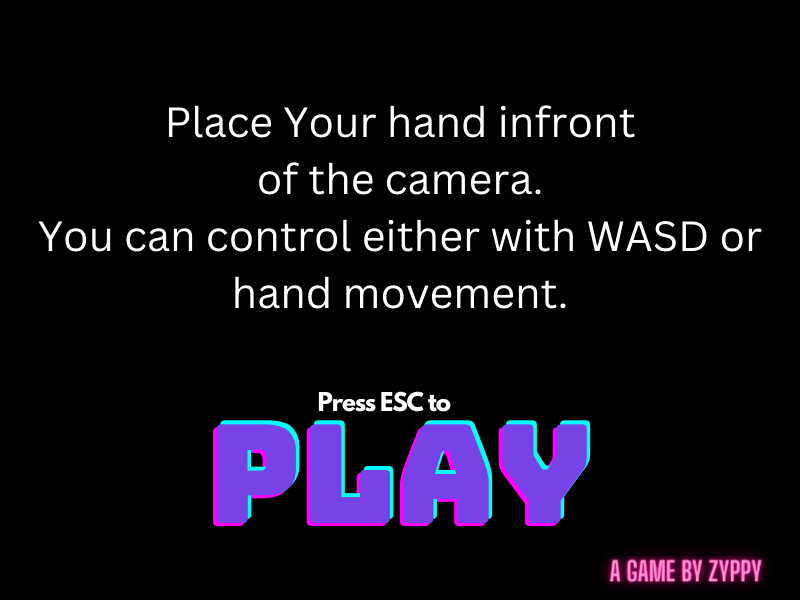 Place Your hand infront
of the camera.
You can control either with WASD or
hand movement.
Press ESC to
PLAY
A GAME BY ZYPPY